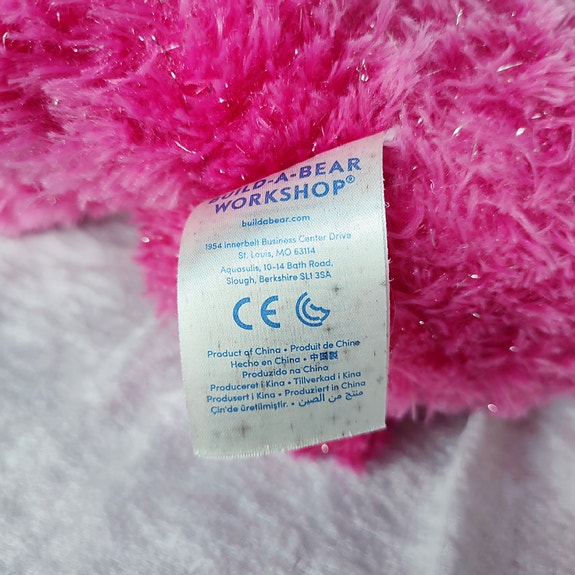 BUILD-A-BEAR
WORKSHOP®
buildabear.com
1954 Innerbelt Business Center Drive
St. Louis, MO 63114
Aquasulis, 10-14 Bath Road,
Slough, Berkshire SL1 3SA
CE
Product of China • Produit de Chine
Hecho en China • 中国製
Produzido na China
Produceret i Kina • Tillverkad i Kina
Produsert i Kina • Produziert in China
Çin'de üretilmiştir. • منتج من الصين